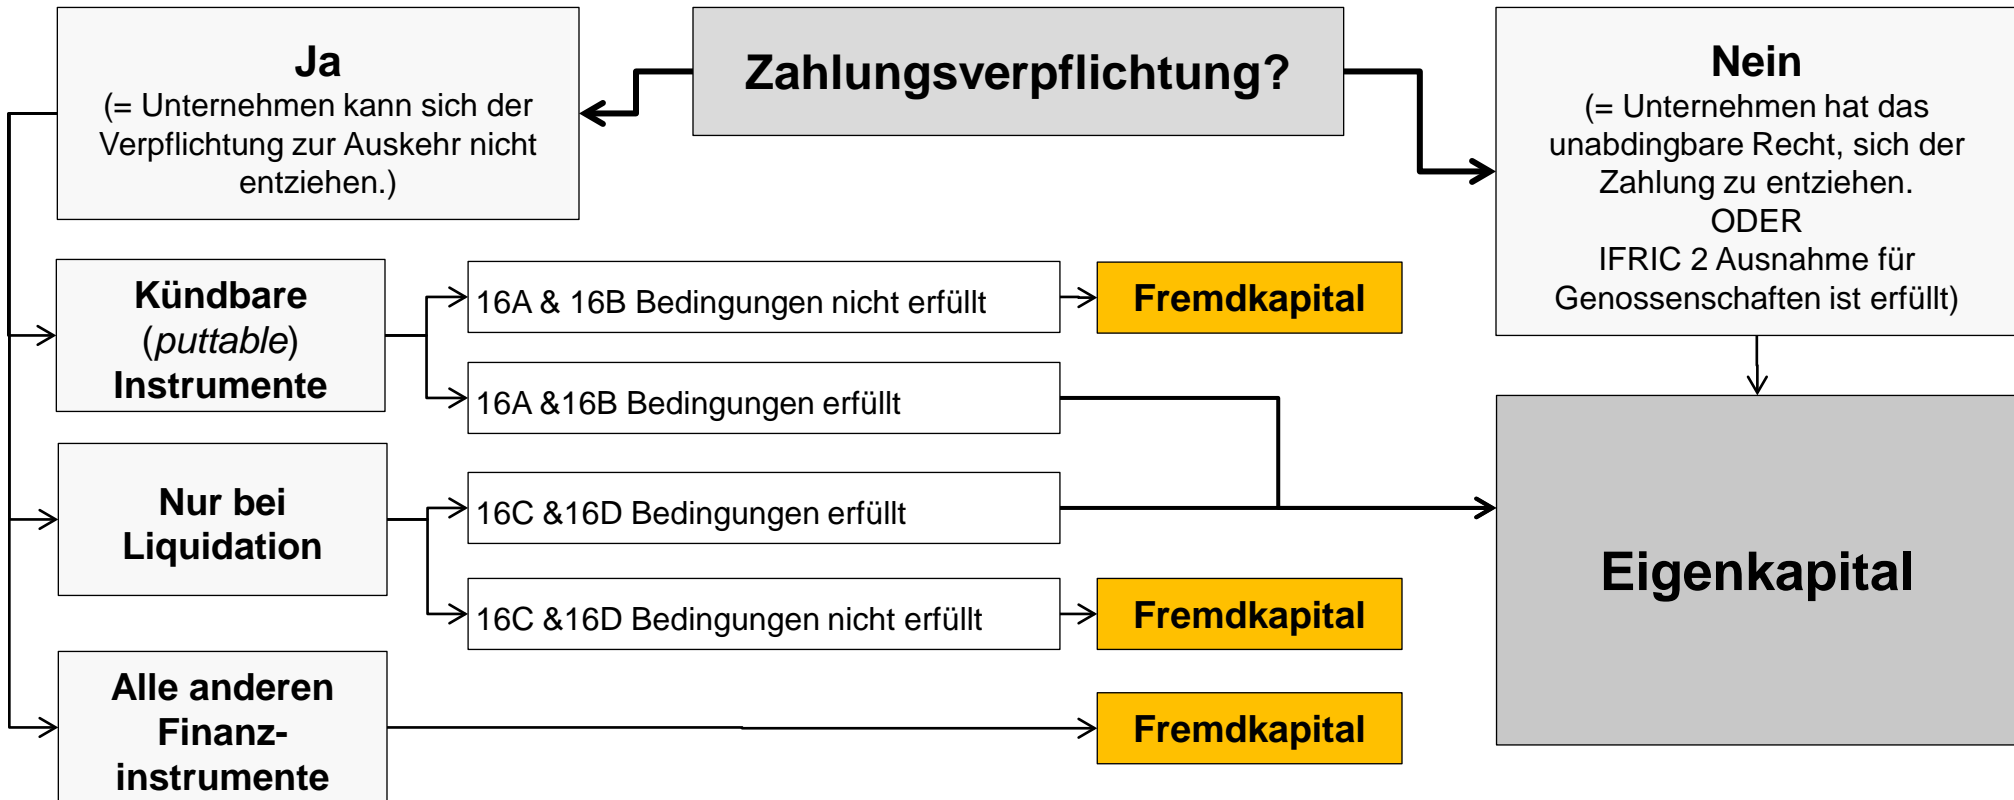 Zahlungsverpflichtung?
Ja
(= Unternehmen kann sich der
Verpflichtung zur Auskehr nicht
entziehen.)
Nein
(= Unternehmen hat das
unabdingbare Recht, sich der
Zahlung zu entziehen.
ODER
IFRIC 2 Ausnahme für
Genossenschaften ist erfüllt)
Kündbare
(puttable)
Instrumente
16A & 16B Bedingungen nicht erfüllt
Fremdkapital
16A &16B Bedingungen erfüllt
Nur bei
Liquidation
16C &16D Bedingungen erfüllt
Eigenkapital
16C &16D Bedingungen nicht erfüllt
Fremdkapital
Alle anderen
Finanz-
instrumente
Fremdkapital